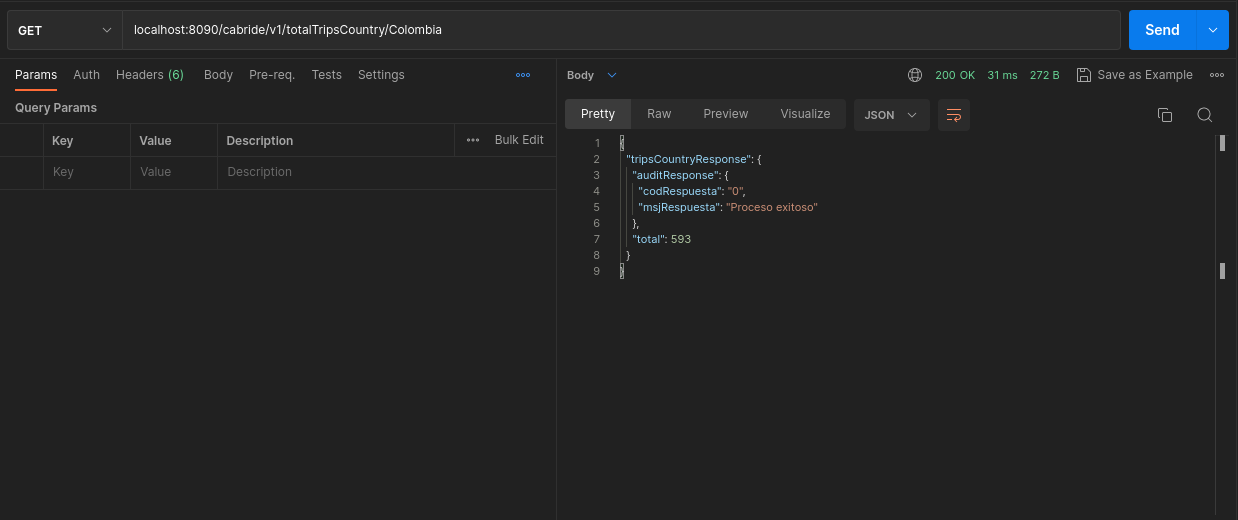 GET localhost:8090/cabride/v1/totalTripsCountry/Colombia Send
Params Auth Headers (6) Body Pre-req. Tests Settings
Query Params
Key Value Description Bulk Edit
Key Value Description
Body 200 OK 31 ms 272 B Save as Example
Pretty Raw Preview Visualize JSON
1 {
2 "tripsCountryResponse": {
3 "auditResponse": {
4 "codRespuesta": "0",
5 "msjRespuesta": "Proceso exitoso"
6 },
7 "total": 593
8 }
9 }